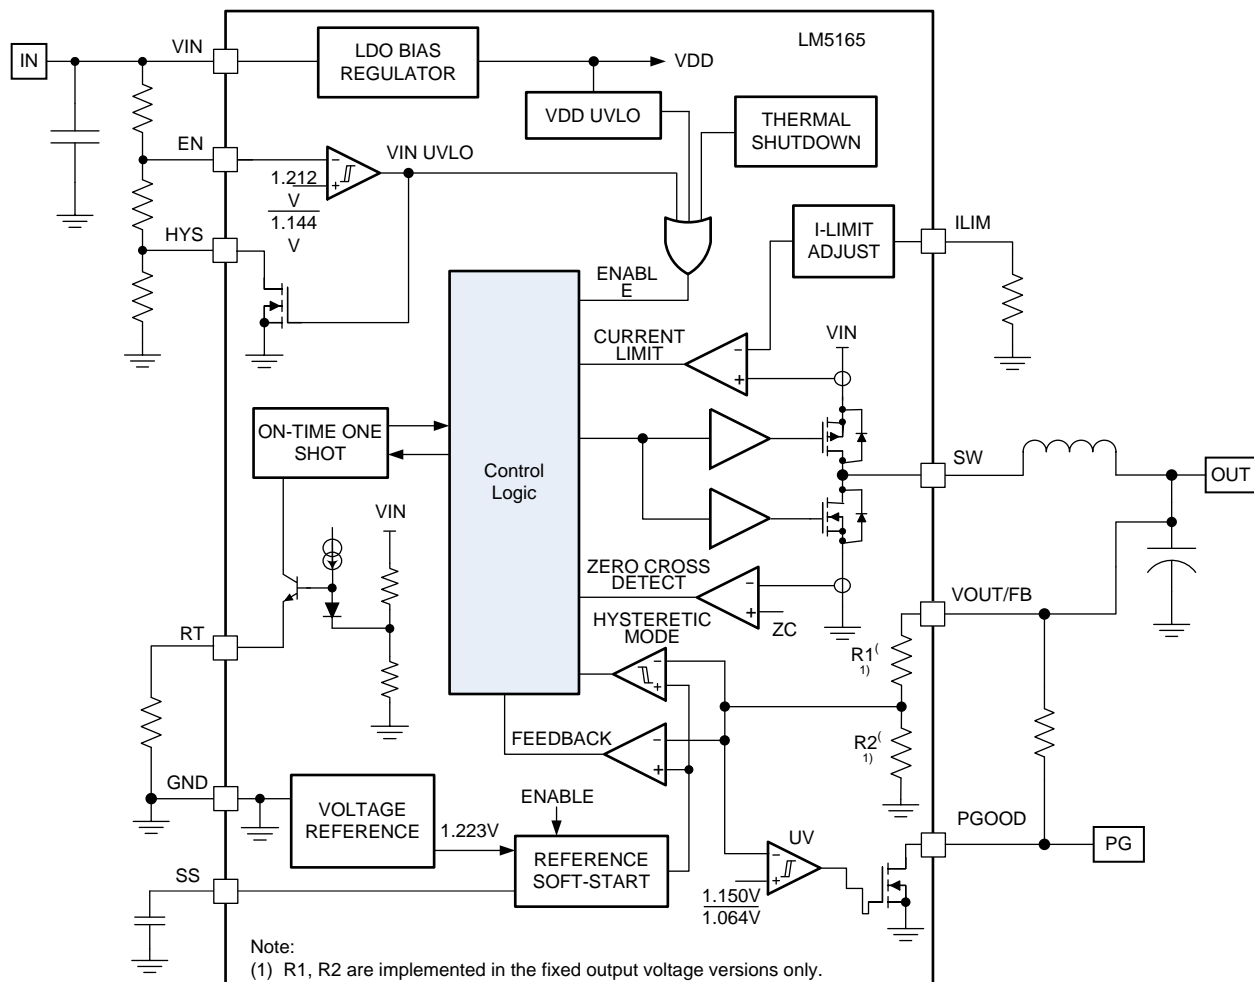 LM5165
IN
VIN
LDO BIAS
REGULATOR
VDD
VDD UVLO
THERMAL
SHUTDOWN
EN
VIN UVLO
−
+
1.212
V
1.144
V
HYS
I-LIMIT
ADJUST
ILIM
ENABL
E
CURRENT
LIMIT
−
+
VIN
ON-TIME ONE
SHOT
Control
Logic
SW
OUT
VIN
ZERO CROSS
DETECT
−
+
ZC
VOUT/FB
RT
HYSTERETIC
MODE
−
+
R1(
1)
R2(
1)
FEEDBACK
−
+
GND
VOLTAGE
REFERENCE
1.223V
ENABLE
REFERENCE
SOFT-START
SS
UV
−
+
1.150V
1.064V
PGOOD
PG
Note:
(1) R1, R2 are implemented in the fixed output voltage versions only.